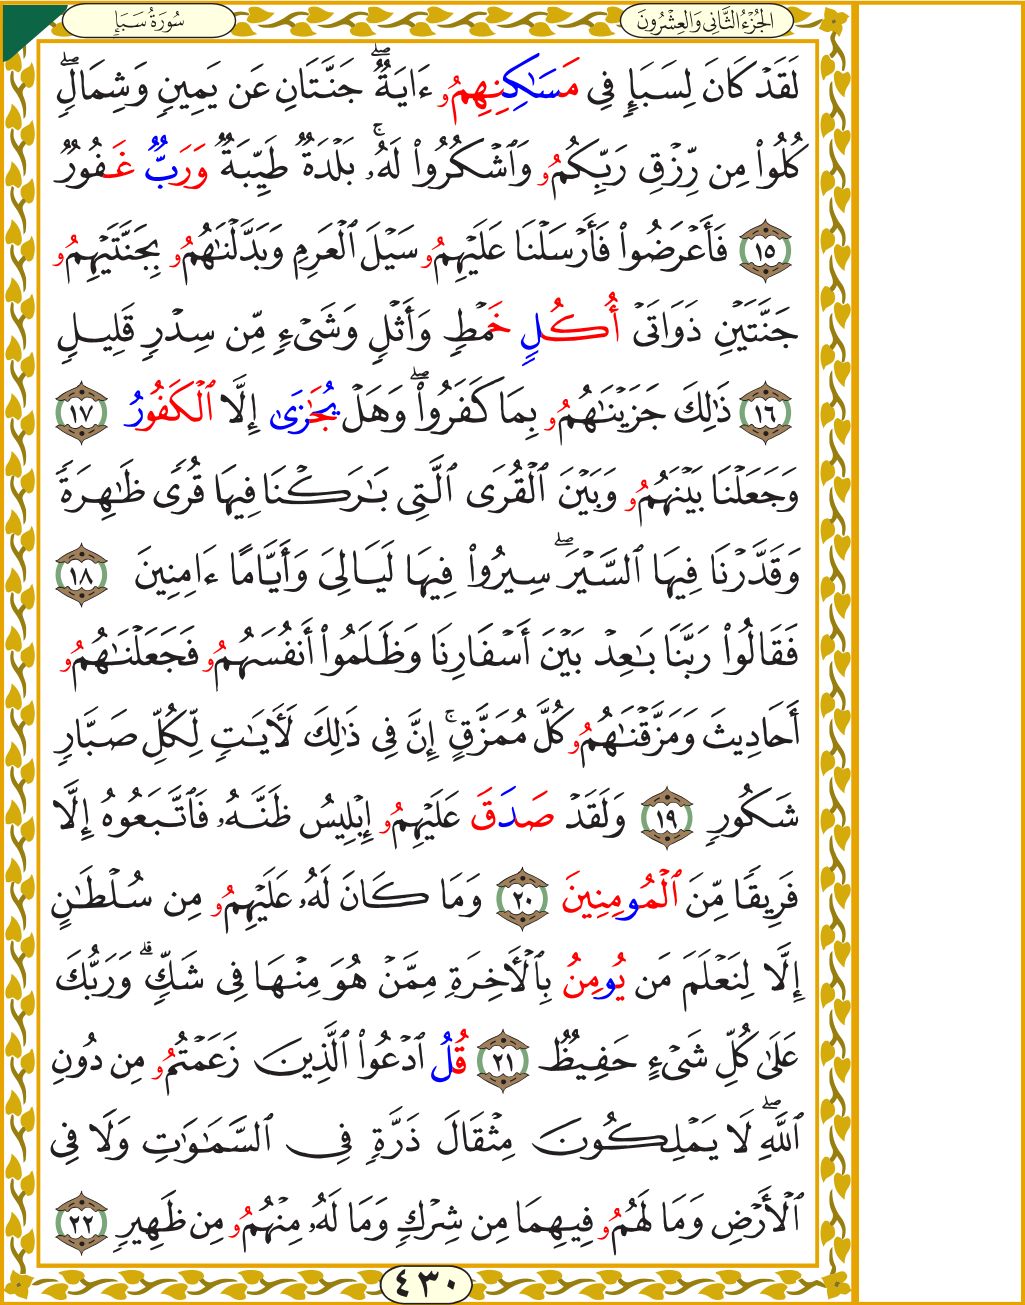 الجُزْءُ الثَّانِي وَالعِشْرُونَ
سُورَةُ سَبَإٍ
لَقَدْ كَانَ لِسَبَإٍ فِي مَسَٰكِنِهِمُۥ ءَايَةٌۖ جَنَّتَانِ عَن يَمِينٍ وَشِمَالٍۖ
كُلُوا۟ مِن رِّزْقِ رَبِّكُمُۥ وَٱشْكُرُوا۟ لَهُۥۚ بَلْدَةٌ طَيِّبَةٌ وَرَبٌّ غَفُورٌ
١٥ فَأَعْرَضُوا۟ فَأَرْسَلْنَا عَلَيْهِمُۥ سَيْلَ ٱلْعَرِمِ وَبَدَّلْنَٰهُمُۥ بِجَنَّتَيْهِمُۥ
جَنَّتَيْنِ ذَوَاتَىْ أُكُلٍ خَمْطٍ وَأَثْلٍ وَشَىْءٍ مِّن سِدْرٍ قَلِيلٍ
١٦ ذَٰلِكَ جَزَيْنَٰهُمُۥ بِمَا كَفَرُوا۟ۖ وَهَلْ يُجَٰزَىٰ إِلَّا ٱلْكَفُورُ ١٧
وَجَعَلْنَا بَيْنَهُمُۥ وَبَيْنَ ٱلْقُرَى ٱلَّتِى بَٰرَكْنَا فِيهَا قُرًى ظَٰهِرَةً
وَقَدَّرْنَا فِيهَا ٱلسَّيْرَۖ سِيرُوا۟ فِيهَا لَيَالِىَ وَأَيَّامًا ءَامِنِينَ ١٨
فَقَالُوا۟ رَبَّنَا بَٰعِدْ بَيْنَ أَسْفَارِنَا وَظَلَمُوا۟ أَنفُسَهُمُۥ فَجَعَلْنَٰهُمُۥ
أَحَادِيثَ وَمَزَّقْنَٰهُمُۥ كُلَّ مُمَزَّقٍۚ إِنَّ فِى ذَٰلِكَ لَأٓيَٰتٍ لِّكُلِّ صَبَّارٍ
شَكُورٍ ١٩ وَلَقَدْ صَدَقَ عَلَيْهِمُۥ إِبْلِيسُ ظَنَّهُۥ فَٱتَّبَعُوهُ إِلَّا
فَرِيقًا مِّنَ ٱلْمُومِنِينَ ٢٠ وَمَا كَانَ لَهُۥ عَلَيْهِمُۥ مِن سُلْطَٰنٍ
إِلَّا لِنَعْلَمَ مَن يُومِنُ بِٱلْأَخِرَةِ مِمَّنْ هُوَ مِنْهَا فِى شَكٍّۗ وَرَبُّكَ
عَلَىٰ كُلِّ شَىْءٍ حَفِيظٌ ٢١ قُلُ ٱدْعُوا۟ ٱلَّذِينَ زَعَمْتُمُۥ مِن دُونِ
ٱللَّهِۖ لَا يَمْلِكُونَ مِثْقَالَ ذَرَّةٍ فِى ٱلسَّمَٰوَٰتِ وَلَا فِى
ٱلْأَرْضِ وَمَا لَهُمُۥ فِيهِمَا مِن شِرْكٍ وَمَا لَهُۥ مِنْهُمُۥ مِن ظَهِيرٍ ٢٢
٤٣٠